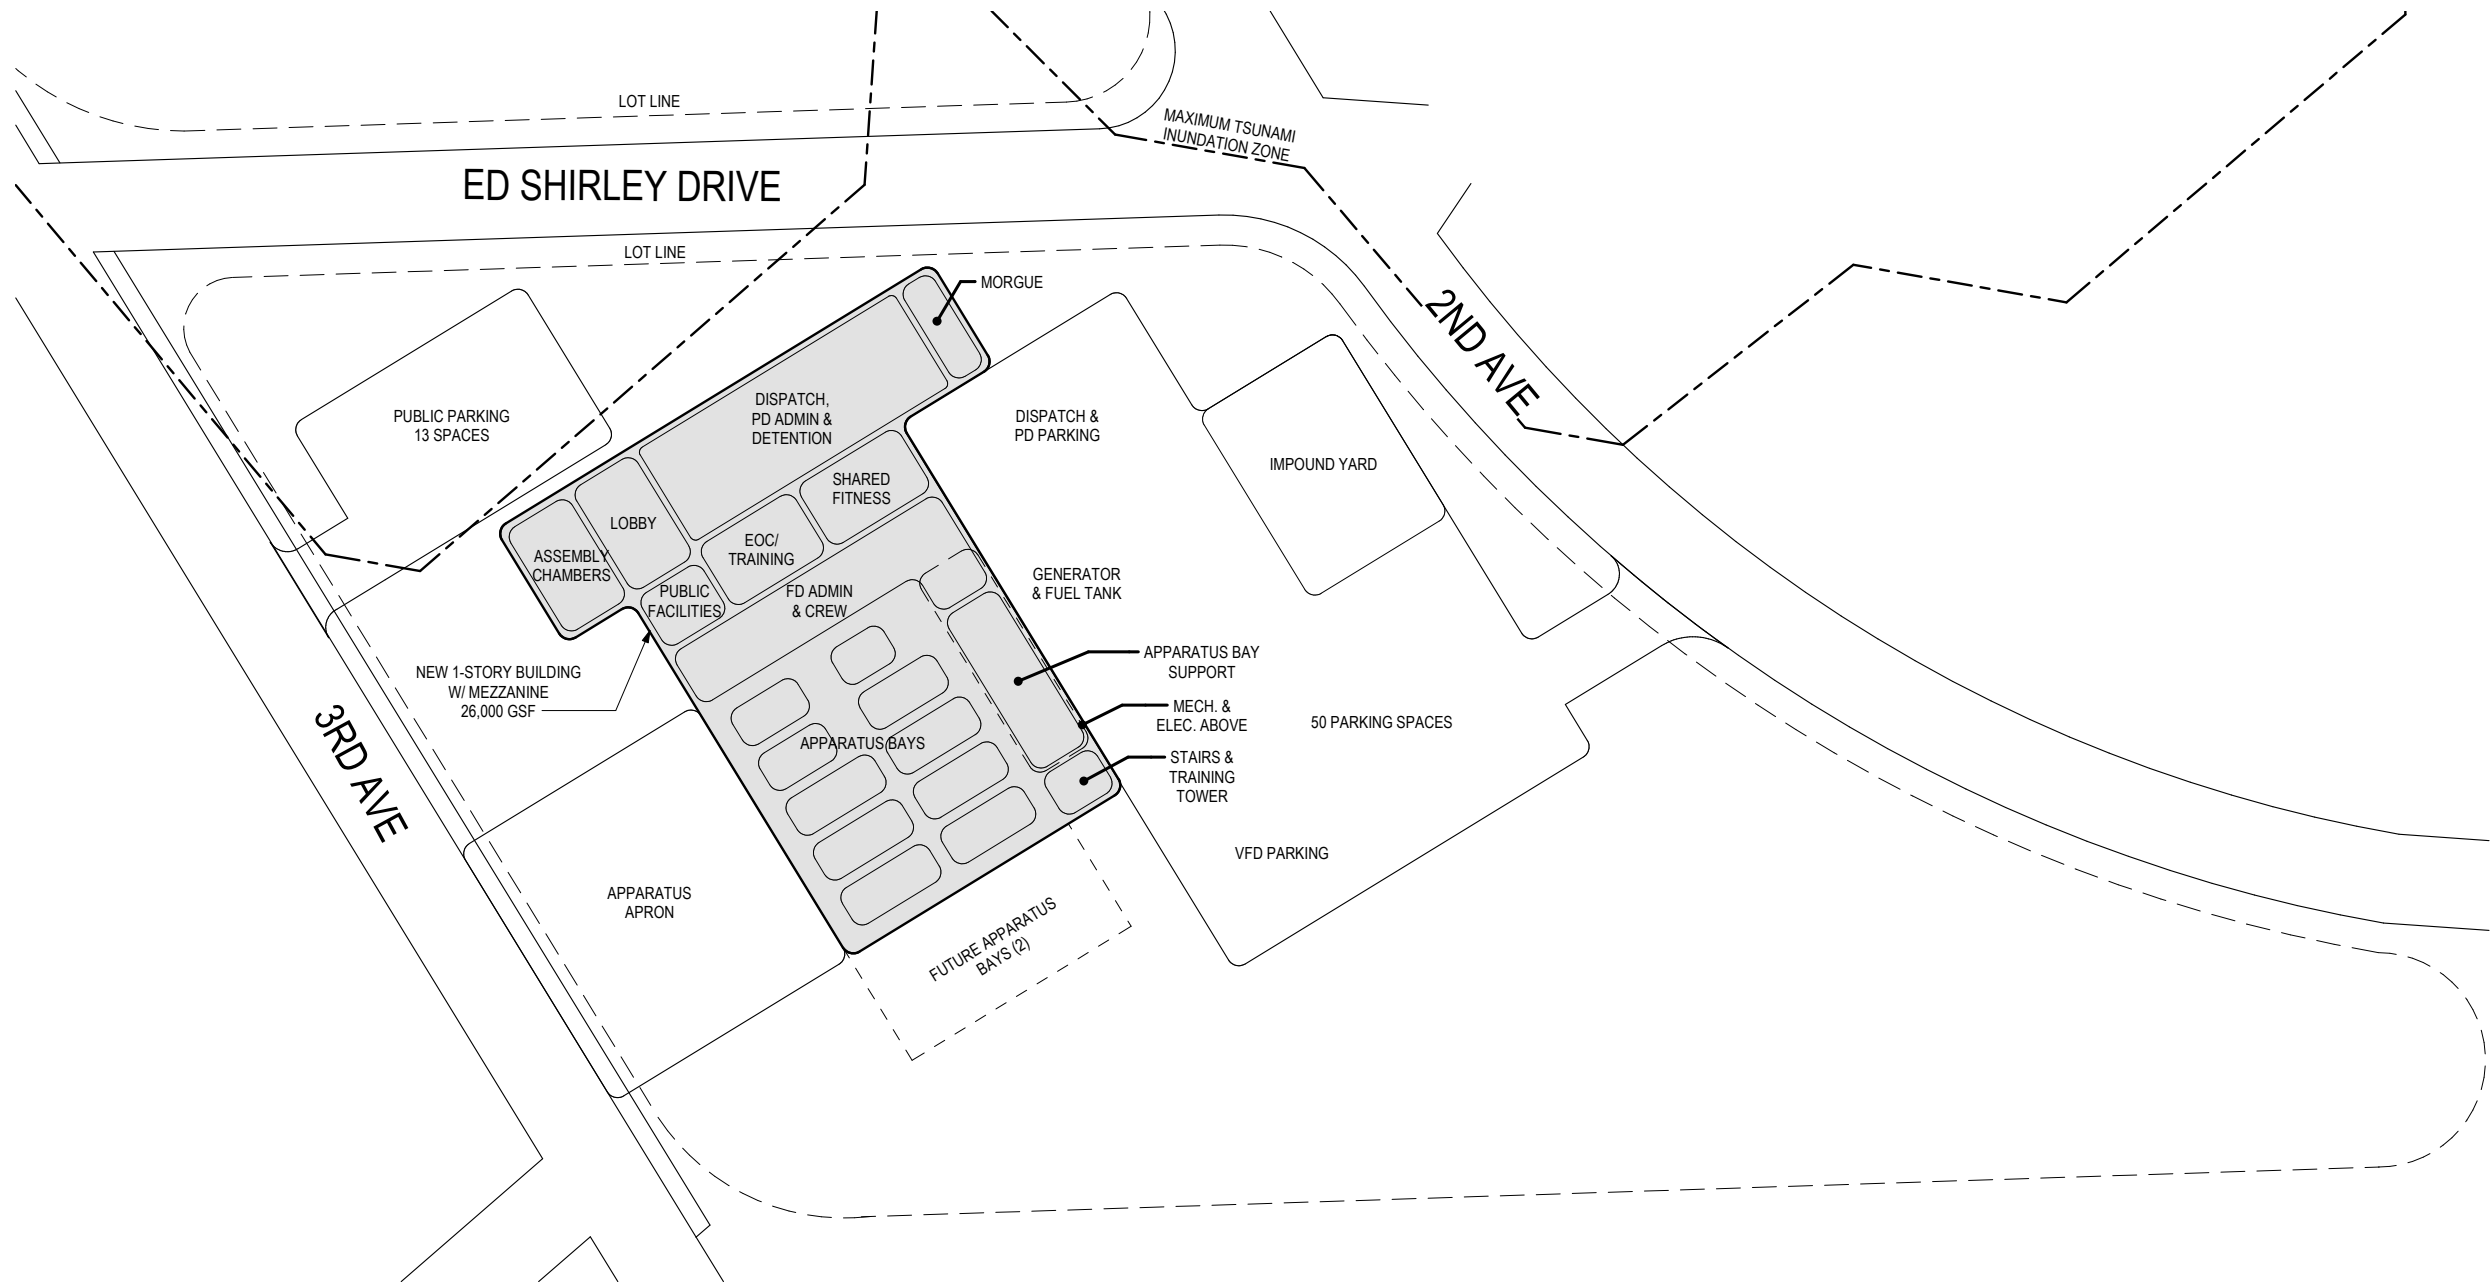 LOT LINE
MAXIMUM TSUNAMI
INUNDATION ZONE
ED SHIRLEY DRIVE
LOT LINE
MORGUE
2ND AVE
PUBLIC PARKING
13 SPACES
DISPATCH,
PD ADMIN &
DETENTION
DISPATCH &
PD PARKING
IMPOUND YARD
SHARED
FITNESS
LOBBY
EOC/
TRAINING
ASSEMBLY
CHAMBERS
PUBLIC
FACILITIES
FD ADMIN
& CREW
GENERATOR
& FUEL TANK
NEW 1-STORY BUILDING
W/ MEZZANINE
26,000 GSF
APPARATUS BAY
SUPPORT
MECH. &
ELEC. ABOVE
50 PARKING SPACES
3RD AVE
APPARATUS BAYS
STAIRS &
TRAINING
TOWER
VFD PARKING
APPARATUS
APRON
FUTURE APPARATUS
BAYS (2)